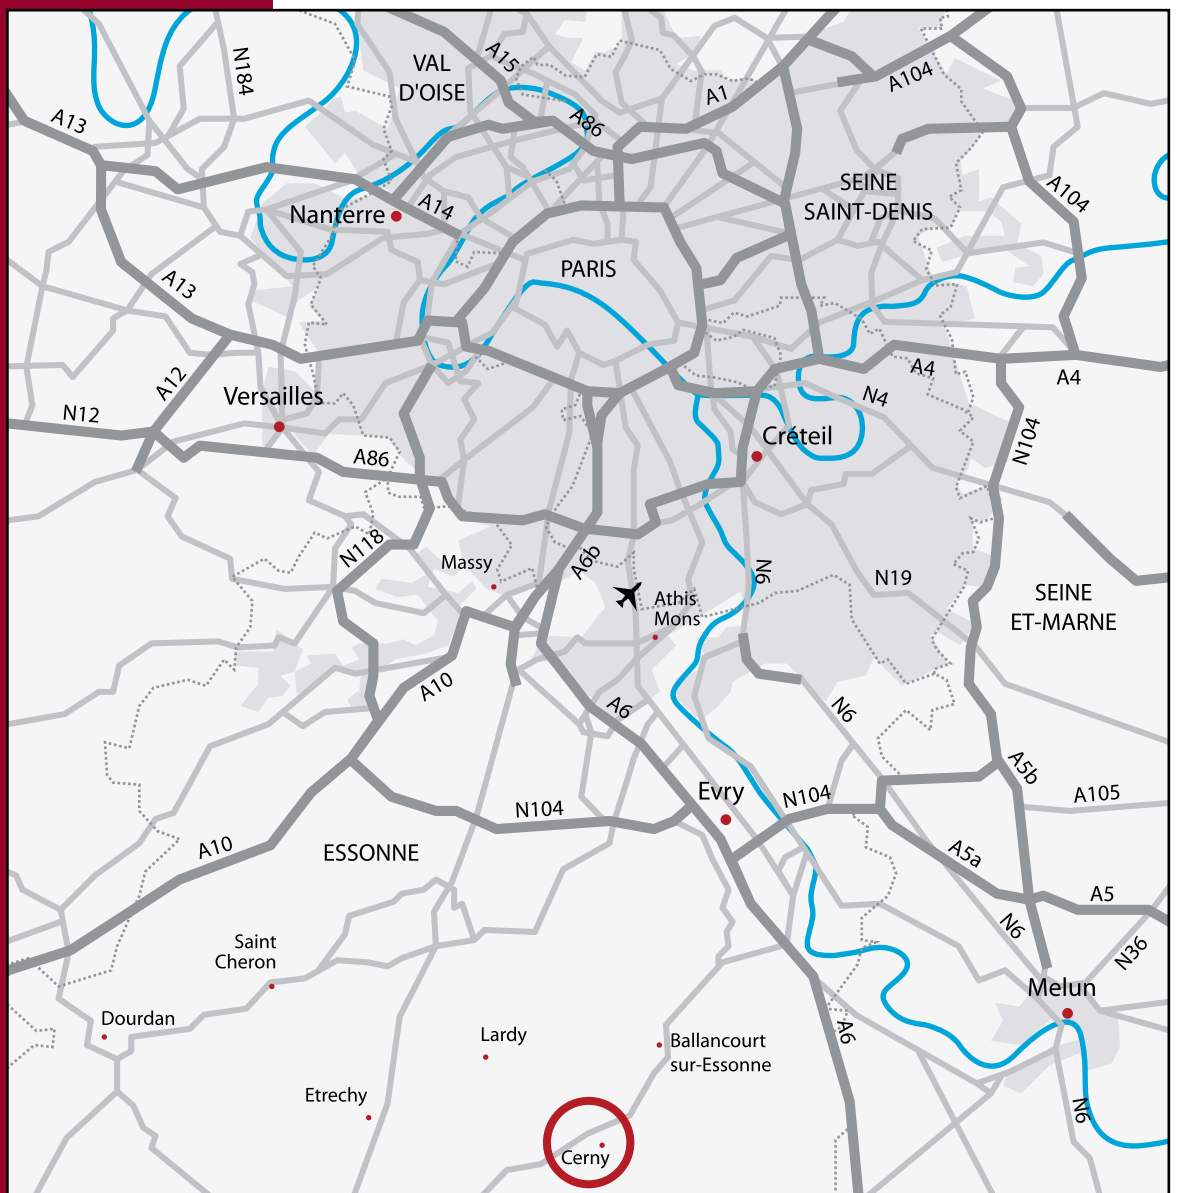 N184
VAL
D'OISE
A15
A1
A104
A13
A86
SEINE
SAINT-DENIS
A104
Nanterre
A14
PARIS
A13
A12
Versailles
A4
A4
N4
N12
Créteil
N104
A86
N118
Massy
A6b
N6
N19
Athis
Mons
SEINE
ET-MARNE
A10
A6
N6
A5b
Evry
N104
A105
N104
A10
ESSONNE
A5a
A5
N6
N36
Saint
Cheron
Melun
Dourdan
Lardy
A6
Ballancourt
sur-Essonne
Etrechy
N6
Cerny